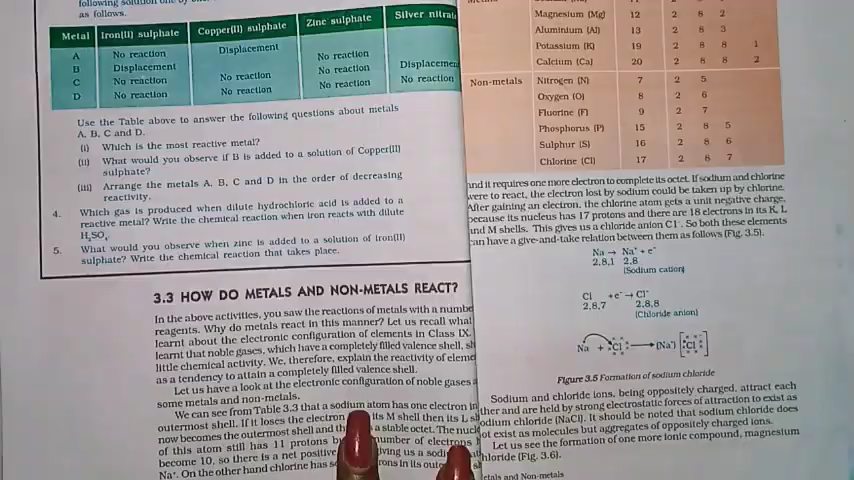 following solution one by one
as follows.
Metal Iron(II) sulphate Copper(II) sulphate Zinc sulphate Silver nitrate
A No reaction Displacement
B Displacement No reaction
C No reaction No reaction No reaction Displacement
D No reaction No reaction No reaction No reaction
Use the Table above to answer the following questions about metals
A, B, C and D.
(i) Which is the most reactive metal?
(ii) What would you observe if B is added to a solution of Copper(II)
sulphate?
(iii) Arrange the metals A, B, C and D in the order of decreasing
reactivity.
4. Which gas is produced when dilute hydrochloric acid is added to a
reactive metal? Write the chemical reaction when iron reacts with dilute
H₂SO₄.
5. What would you observe when zinc is added to a solution of iron(II)
sulphate? Write the chemical reaction that takes place.
3.3 HOW DO METALS AND NON-METALS REACT?
In the above activities, you saw the reactions of metals with a numbe
reagents. Why do metals react in this manner? Let us recall what
learnt about the electronic configuration of elements in Class IX.
learnt that noble gases, which have a completely filled valence shell, sh
little chemical activity. We, therefore, explain the reactivity of eleme
as a tendency to attain a completely filled valence shell.
Let us have a look at the electronic configuration of noble gases a
some metals and non-metals.
We can see from Table 3.3 that a sodium atom has one electron in
outermost shell. If it loses the electron its M shell then its L sh
now becomes the outermost shell and th a stable octet. The nucl
of this atom still has 11 protons b number of electrons
become 10, so there is a net positive iving us a sodi
Na⁺. On the other hand chlorine has s rons in its oute
Magnesium (Mg) 12 2 8 2
Aluminium (Al) 13 2 8 3
Potassium (K) 19 2 8 8 1
Calcium (Ca) 20 2 8 8 2
Non-metals Nitrogen (N) 7 2 5
Oxygen (O) 8 2 6
Fluorine (F) 9 2 7
Phosphorus (P) 15 2 8 5
Sulphur (S) 16 2 8 6
Chlorine (Cl) 17 2 8 7
and it requires one more electron to complete its octet. If sodium and chlorine
were to react, the electron lost by sodium could be taken up by chlorine.
After gaining an electron, the chlorine atom gets a unit negative charge,
because its nucleus has 17 protons and there are 18 electrons in its K, L
and M shells. This gives us a chloride anion Cl⁻. So both these elements
can have a give-and-take relation between them as follows (Fig. 3.5).
Na → Na⁺ + e⁻
2,8,1 2,8
(Sodium cation)
Cl +e⁻ → Cl⁻
2,8,7 2,8,8
(Chloride anion)
Na + Cl → (Na⁺) [Cl]
Figure 3.5 Formation of sodium chloride
Sodium and chloride ions, being oppositely charged, attract each
ther and are held by strong electrostatic forces of attraction to exist as
odium chloride (NaCl). It should be noted that sodium chloride does
ot exist as molecules but aggregates of oppositely charged ions.
Let us see the formation of one more ionic compound, magnesium
hloride (Fig. 3.6).
etals and Non-metals